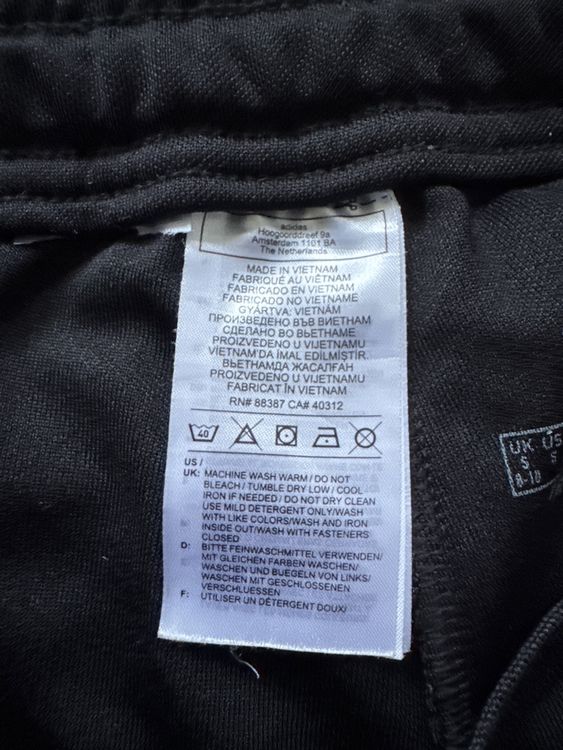 adidas
Hoogoorddreef 9a
Amsterdam 1101 BA
The Netherlands
MADE IN VIETNAM
FABRIQUÉ AU VIÊTNAM
FABRICADO EN VIETNAM
FABRICADO NO VIETNAME
GYÁRTVA: VIETNÁM
ПРОИЗВЕДЕНО ВЪВ ВИЕТНАМ
СДЕЛАНО ВО ВЬЕТНАМЕ
PROIZVEDENO U VIJETNAMU
VIETNAM'DA İMAL EDİLMİŞTİR.
ВЬЕТНАМДА ЖАСАЛҒАН
PROIZVEDENO U VIJETNAMU
FABRICAT ÎN VIETNAM
RN# 88387 CA# 40312
40
US /
UK: MACHINE WASH WARM / DO NOT
BLEACH / TUMBLE DRY LOW / COOL
IRON IF NEEDED / DO NOT DRY CLEAN
USE MILD DETERGENT ONLY/WASH
WITH LIKE COLORS/WASH AND IRON
INSIDE OUT/WASH WITH FASTENERS
CLOSED
D: BITTE FEINWASCHMITTEL VERWENDEN/
MIT GLEICHEN FARBEN WASCHEN/
WASCHEN UND BUEGELN VON LINKS/
WASCHEN MIT GESCHLOSSENEN
VERSCHLUESSEN
F: UTILISER UN DÉTERGENT DOUX/
UK US
S S